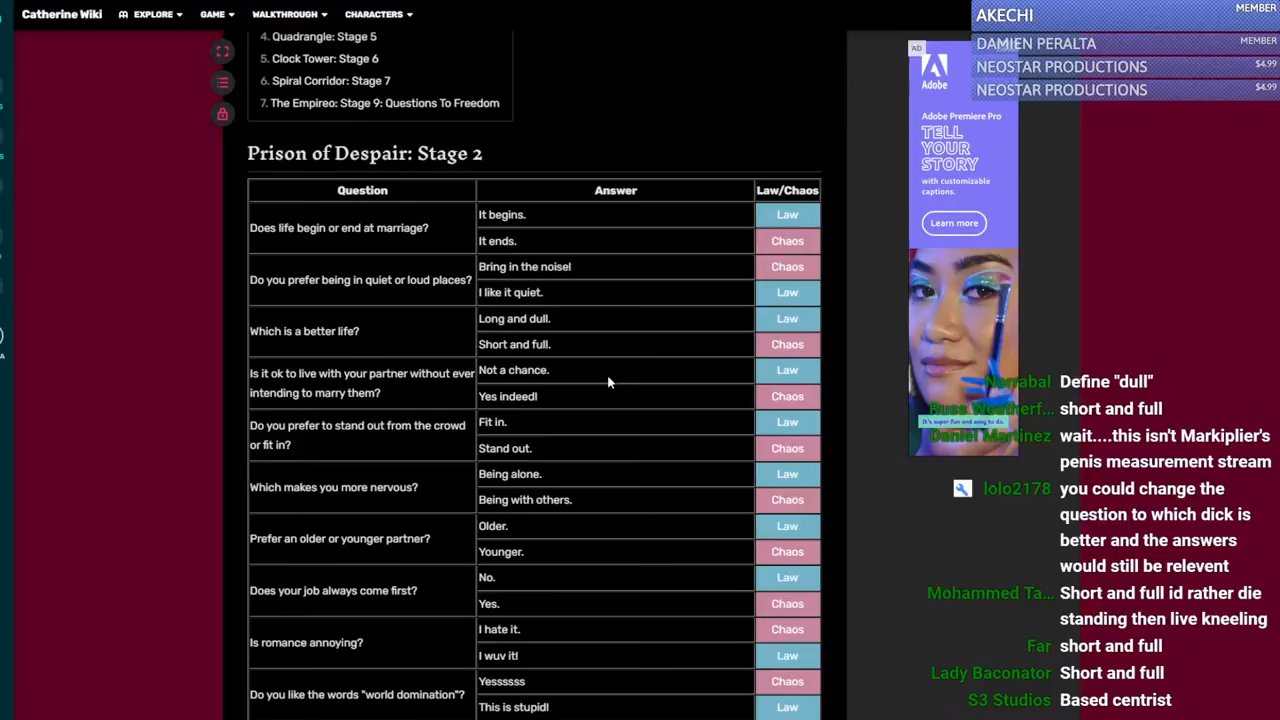 Catherine Wiki
EXPLORE
GAME
WALKTHROUGH
CHARACTERS
4. Quadrangle: Stage 5
5. Clock Tower: Stage 6
6. Spiral Corridor: Stage 7
7. The Empireo: Stage 9: Questions To Freedom
Prison of Despair: Stage 2
Question Answer Law/Chaos
Does life begin or end at marriage?
It begins. Law
It ends. Chaos
Do you prefer being in quiet or loud places?
Bring in the noise! Chaos
I like it quiet. Law
Which is a better life?
Long and dull. Law
Short and full. Chaos
Is it ok to live with your partner without ever
intending to marry them?
Not a chance. Law
Yes indeed! Chaos
Do you prefer to stand out from the crowd
or fit in?
Fit in. Law
Stand out. Chaos
Which makes you more nervous?
Being alone. Law
Being with others. Chaos
Prefer an older or younger partner?
Older. Law
Younger. Chaos
Does your job always come first?
No. Law
Yes. Chaos
Is romance annoying?
I hate it. Chaos
I wuv it! Law
Do you like the words "world domination"?
Yessssss Chaos
This is stupid! Law
AKECHI MEMBER
DAMIEN PERALTA MEMBER
NEOSTAR PRODUCTIONS $4.99
NEOSTAR PRODUCTIONS $4.99
AD
Adobe
Adobe Premiere Pro
TELL
YOUR
STORY
with customizable
captions.
Learn more
It's super fun and easy to do.
Nerrabal Define "dull"
Russ Weatherf... short and full
Daniel Martinez wait....this isn't Markiplier's
penis measurement stream
lolo2178 you could change the
question to which dick is
better and the answers
would still be relevent
Mohammed Ta... Short and full id rather die
standing then live kneeling
Far short and full
Lady Baconator Short and full
S3 Studios Based centrist